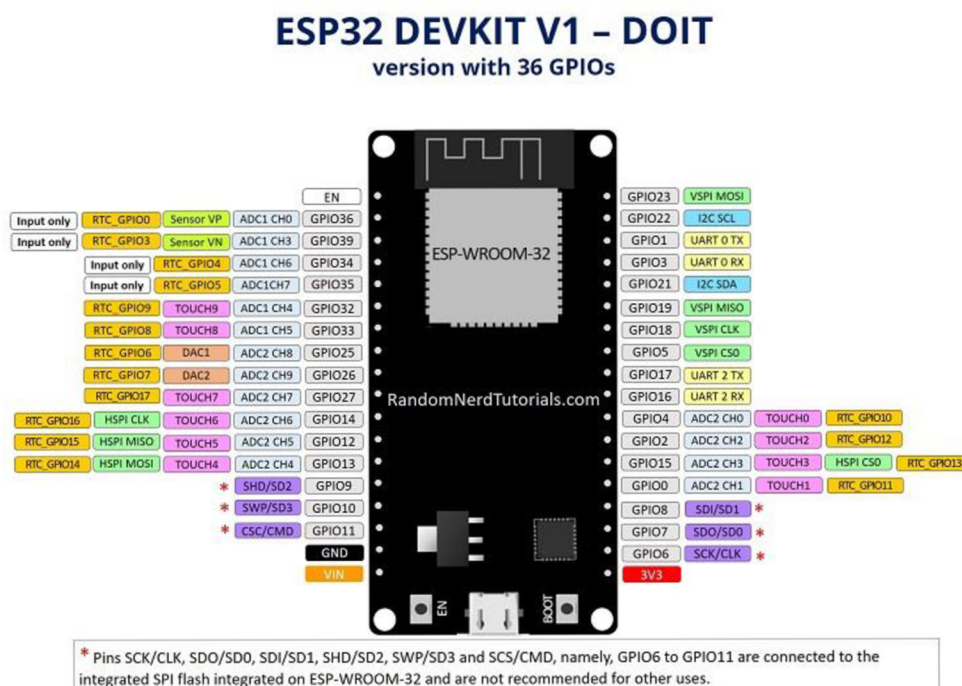 ESP32 DEVKIT V1 – DOIT
version with 36 GPIOs
EN
Input only RTC_GPIO0 Sensor VP ADC1 CH0 GPIO36
Input only RTC_GPIO3 Sensor VN ADC1 CH3 GPIO39
Input only RTC_GPIO4 ADC1 CH6 GPIO34
Input only RTC_GPIO5 ADC1CH7 GPIO35
RTC_GPIO9 TOUCH9 ADC1 CH4 GPIO32
RTC_GPIO8 TOUCH8 ADC1 CH5 GPIO33
RTC_GPIO6 DAC1 ADC2 CH8 GPIO25
RTC_GPIO7 DAC2 ADC2 CH9 GPIO26
RTC_GPIO17 TOUCH7 ADC2 CH7 GPIO27
RTC_GPIO16 HSPI CLK TOUCH6 ADC2 CH6 GPIO14
RTC_GPIO15 HSPI MISO TOUCH5 ADC2 CH5 GPIO12
RTC_GPIO14 HSPI MOSI TOUCH4 ADC2 CH4 GPIO13
* SHD/SD2 GPIO9
* SWP/SD3 GPIO10
* CSC/CMD GPIO11
GND
VIN
ESP-WROOM-32
RandomNerdTutorials.com
EN
BOOT
GPIO23 VSPI MOSI
GPIO22 I2C SCL
GPIO1 UART 0 TX
GPIO3 UART 0 RX
GPIO21 I2C SDA
GPIO19 VSPI MISO
GPIO18 VSPI CLK
GPIO5 VSPI CS0
GPIO17 UART 2 TX
GPIO16 UART 2 RX
GPIO4 ADC2 CH0 TOUCH0 RTC_GPIO10
GPIO2 ADC2 CH2 TOUCH2 RTC_GPIO12
GPIO15 ADC2 CH3 TOUCH3 HSPI CS0 RTC_GPIO13
GPIO0 ADC2 CH1 TOUCH1 RTC_GPIO11
GPIO8 SDI/SD1 *
GPIO7 SDO/SD0 *
GPIO6 SCK/CLK *
3V3
* Pins SCK/CLK, SDO/SD0, SDI/SD1, SHD/SD2, SWP/SD3 and SCS/CMD, namely, GPIO6 to GPIO11 are connected to the
integrated SPI flash integrated on ESP-WROOM-32 and are not recommended for other uses.